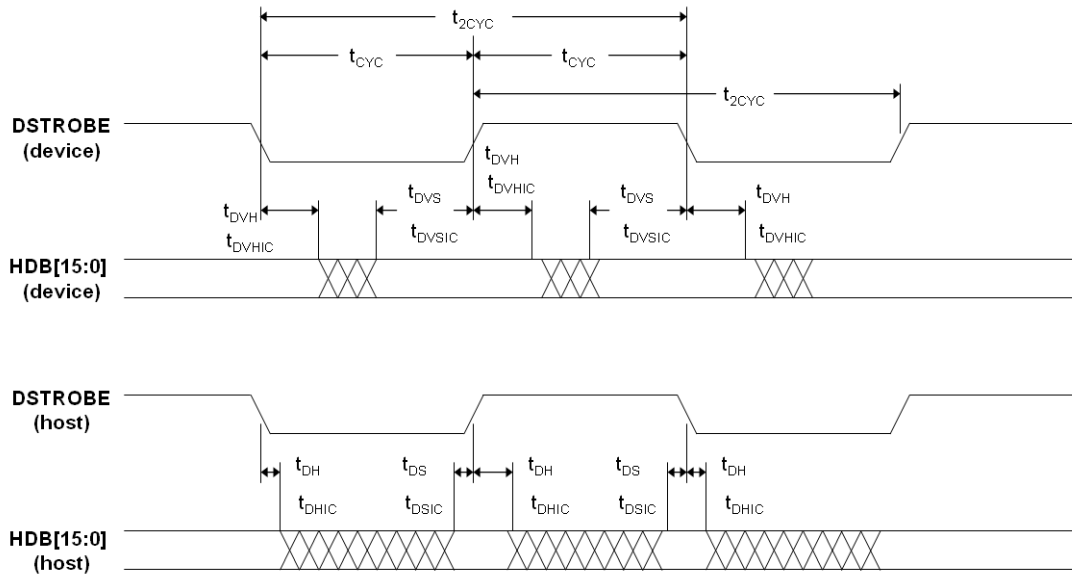 t2CYC
tCYC tCYC
t2CYC
DSTROBE
(device)
tDVH
tDVHIC
tDVH
tDVHIC
tDVS
tDVSIC
tDVS
tDVSIC
tDVH
tDVHIC
HDB[15:0]
(device)
DSTROBE
(host)
tDH tDS tDH tDS tDH
tDHIC tDSIC tDHIC tDSIC tDHIC
HDB[15:0]
(host)